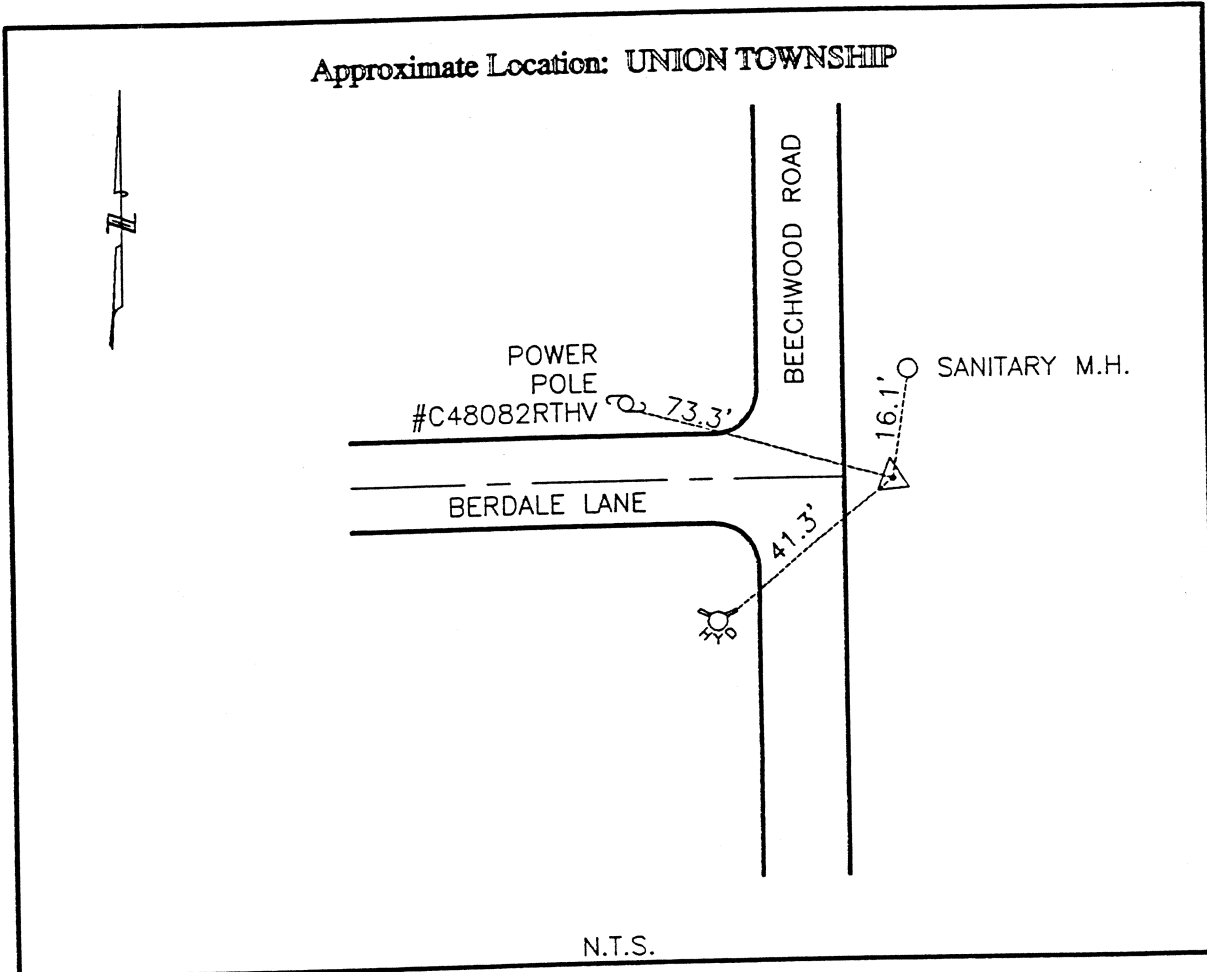 Approximate Location: UNION TOWNSHIP
N
BEECHWOOD ROAD
POWER
POLE
#C48082RTHV
73.3'
16.1'
SANITARY M.H.
BERDALE LANE
41.3'
HYD
N.T.S.